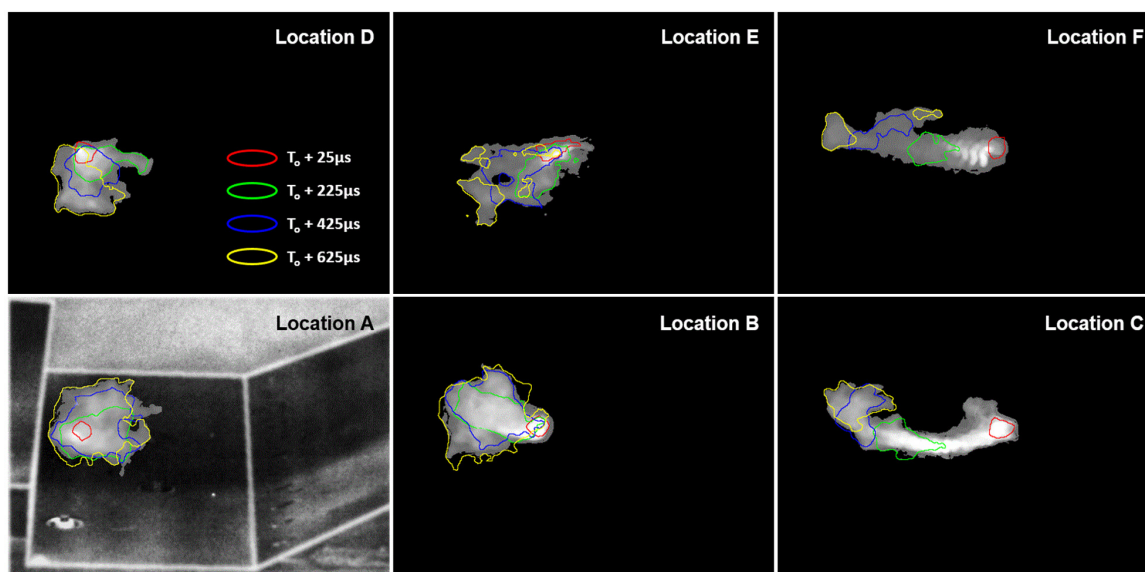 Location D
Location E
Location F
To + 25µs
To + 225µs
To + 425µs
To + 625µs
Location A
Location B
Location C